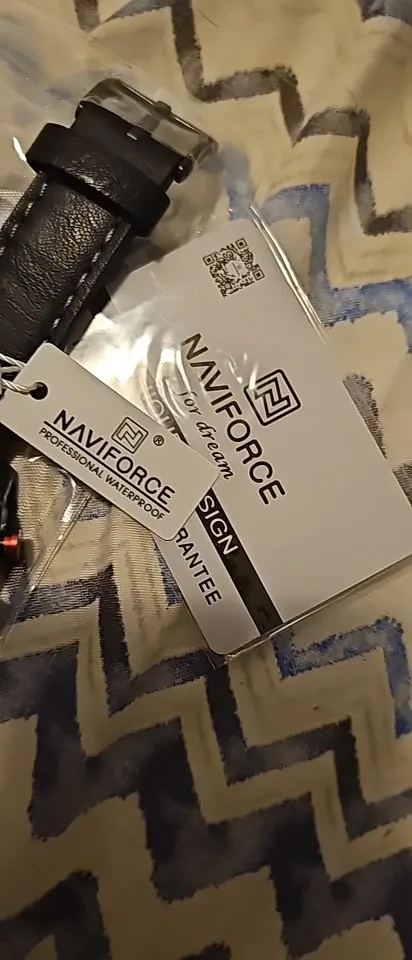 NAVIFORCE
for dream
SIGN
RANTEE
®
NAVIFORCE
PROFESSIONAL WATERPROOF